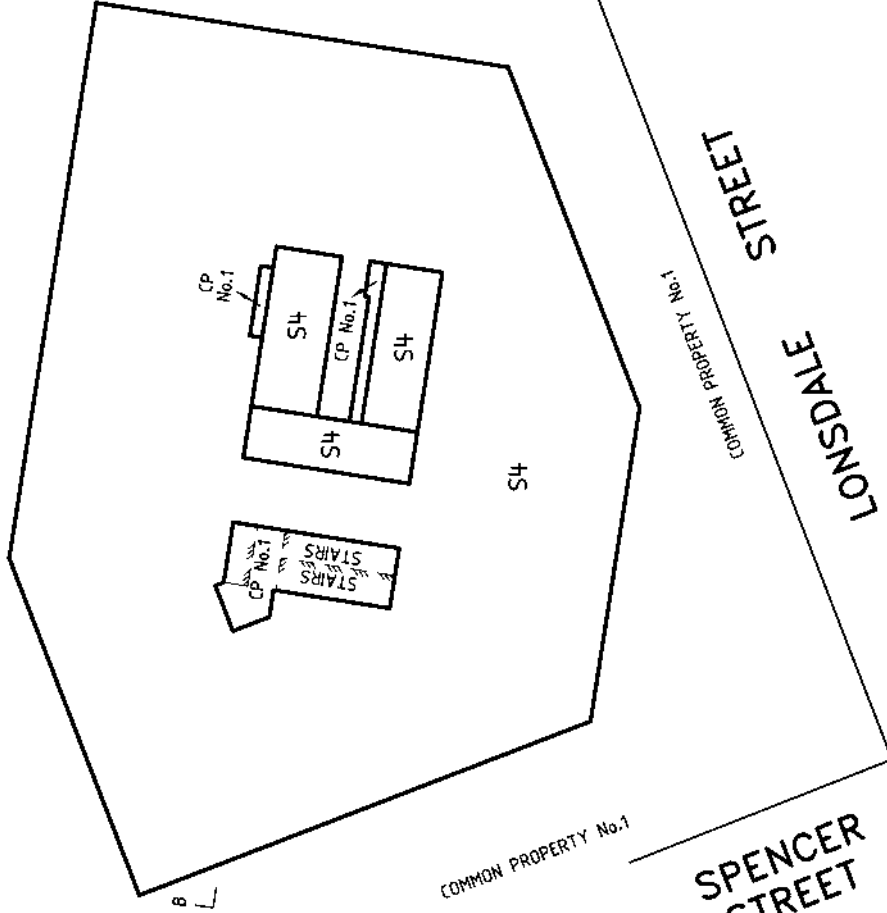 CP
No.1
S4
CP No.1
S4
S4
S4
CP No.1
STAIRS
STAIRS
COMMON PROPERTY No.1
LONSDALE STREET
COMMON PROPERTY No.1
SPENCER
STREET
B